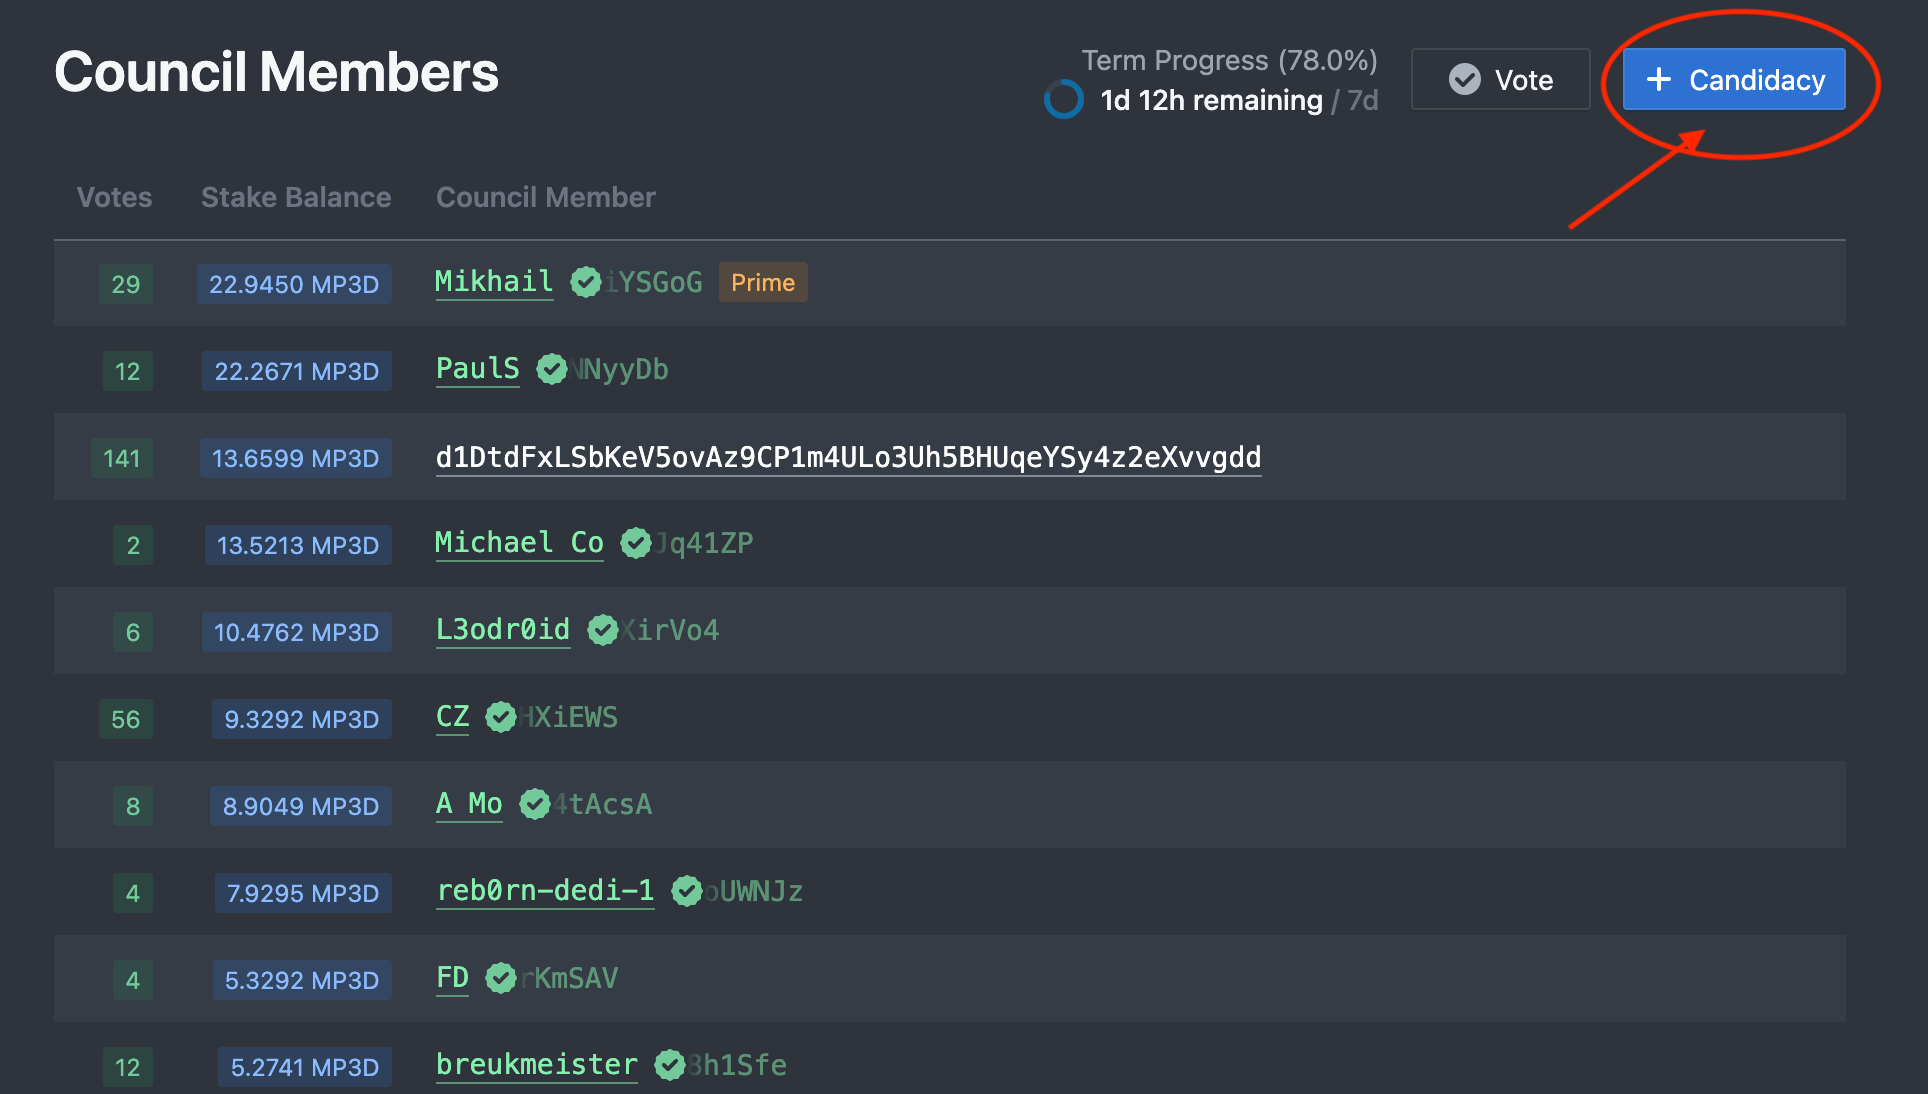 Council Members
Term Progress (78.0%)
1d 12h remaining / 7d
Vote
+ Candidacy
Votes Stake Balance Council Member
29 22.9450 MP3D Mikhail iYSGoG Prime
12 22.2671 MP3D PaulS NNyyDb
141 13.6599 MP3D d1DtdFxLSbKeV5ovAz9CP1m4ULo3Uh5BHUqeYSy4z2eXvvgdd
2 13.5213 MP3D Michael Co Jq41ZP
6 10.4762 MP3D L3odr0id XirVo4
56 9.3292 MP3D CZ HXiEWS
8 8.9049 MP3D A Mo 4tAcsA
4 7.9295 MP3D reb0rn-dedi-1 oUWNJz
4 5.3292 MP3D FD rKmSAV
12 5.2741 MP3D breukmeister 8h1Sfe